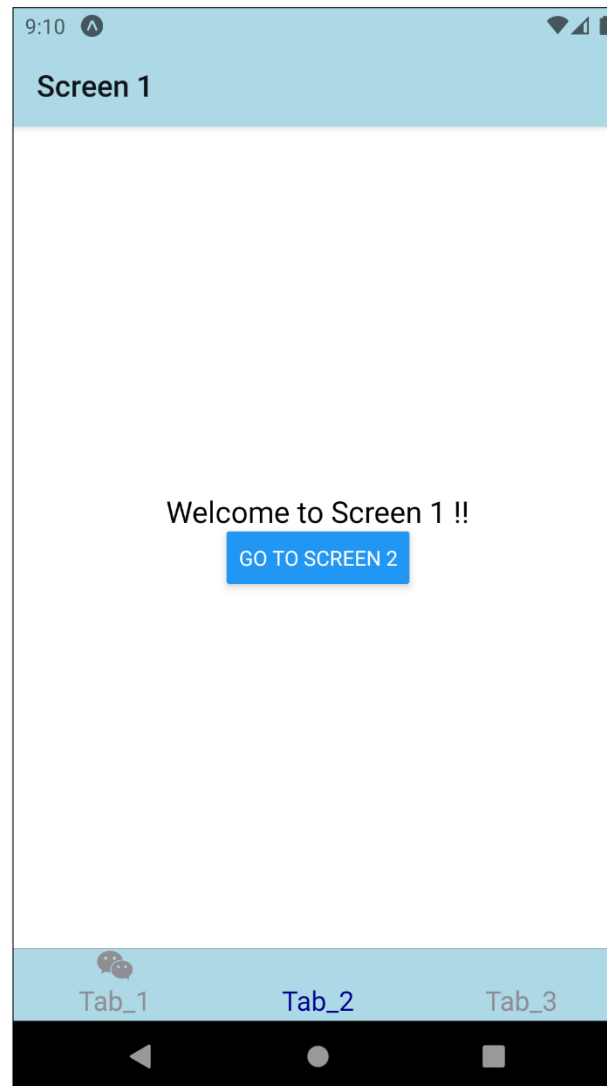 9:10
Screen 1
Welcome to Screen 1 !!
GO TO SCREEN 2
Tab_1 Tab_2 Tab_3